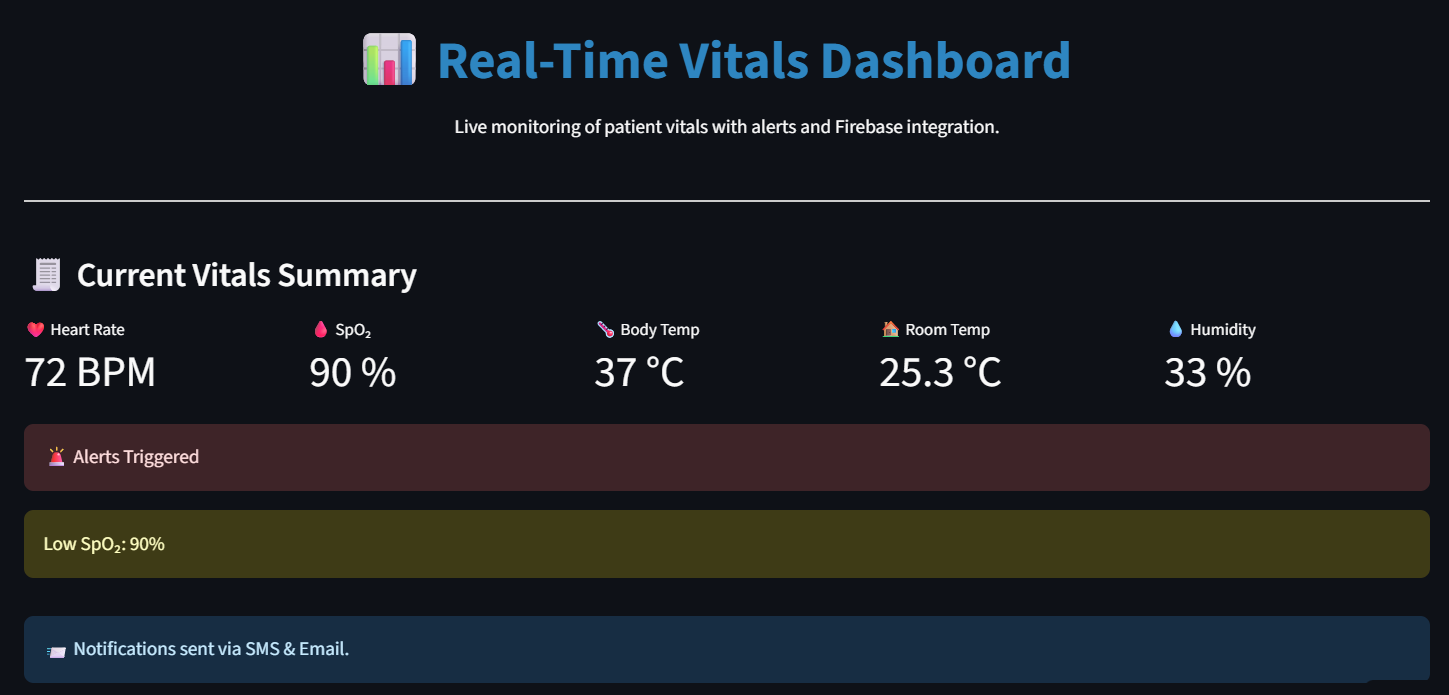 Real-Time Vitals Dashboard
Live monitoring of patient vitals with alerts and Firebase integration.
Current Vitals Summary
Heart Rate
72 BPM
SpO₂
90 %
Body Temp
37 °C
Room Temp
25.3 °C
Humidity
33 %
Alerts Triggered
Low SpO₂: 90%
Notifications sent via SMS & Email.